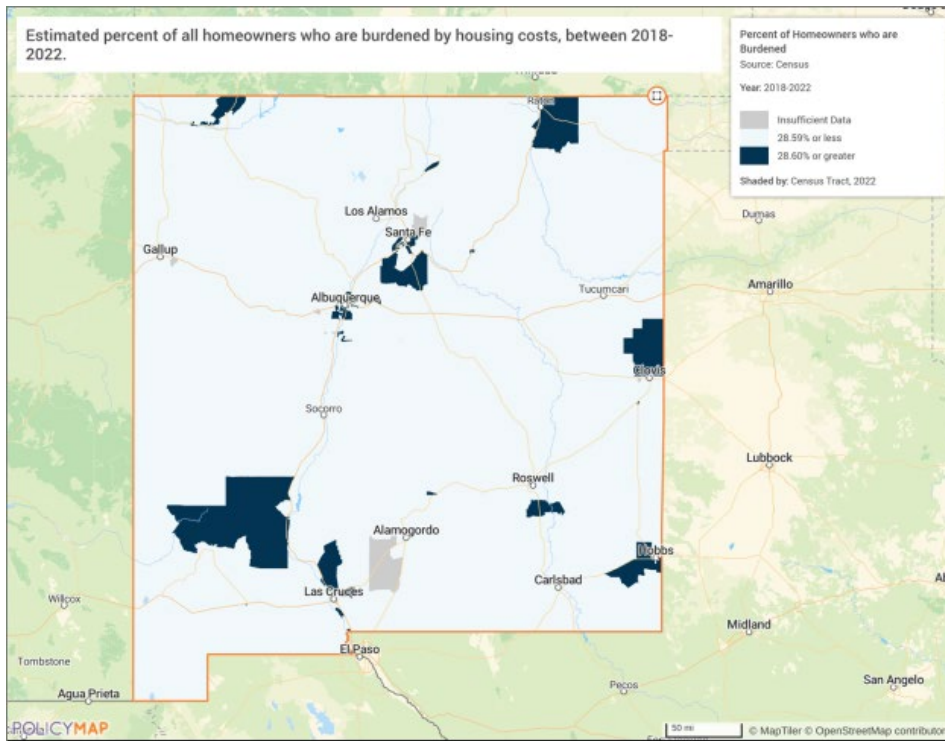 Estimated percent of all homeowners who are burdened by housing costs, between 2018-
2022.
Percent of Homeowners who are
Burdened
Source: Census
Year: 2018-2022
Insufficient Data
28.59% or less
28.60% or greater
Shaded by: Census Tract, 2022
Raton
Los Alamos
Santa Fe
Gallup
Albuquerque
Tucumcari
Dumas
Amarillo
Clovis
Socorro
Lubbock
Roswell
Alamogordo
Hobbs
Carlsbad
Las Cruces
Willcox
Midland
Tombstone
El Paso
Agua Prieta
Pecos
San Angelo
POLICYMAP
50 mi
© MapTiler © OpenStreetMap contributor